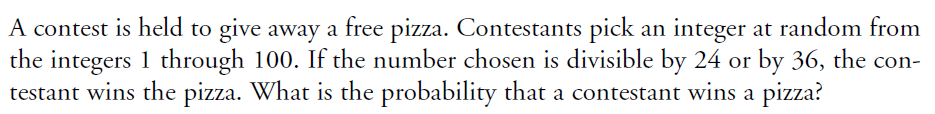 A contest is held to give away a free pizza. Contestants pick an integer at random from
the integers 1 through 100. If the number chosen is divisible by 24 or by 36, the con-
testant wins the pizza. What is the probability that a contestant wins a pizza?